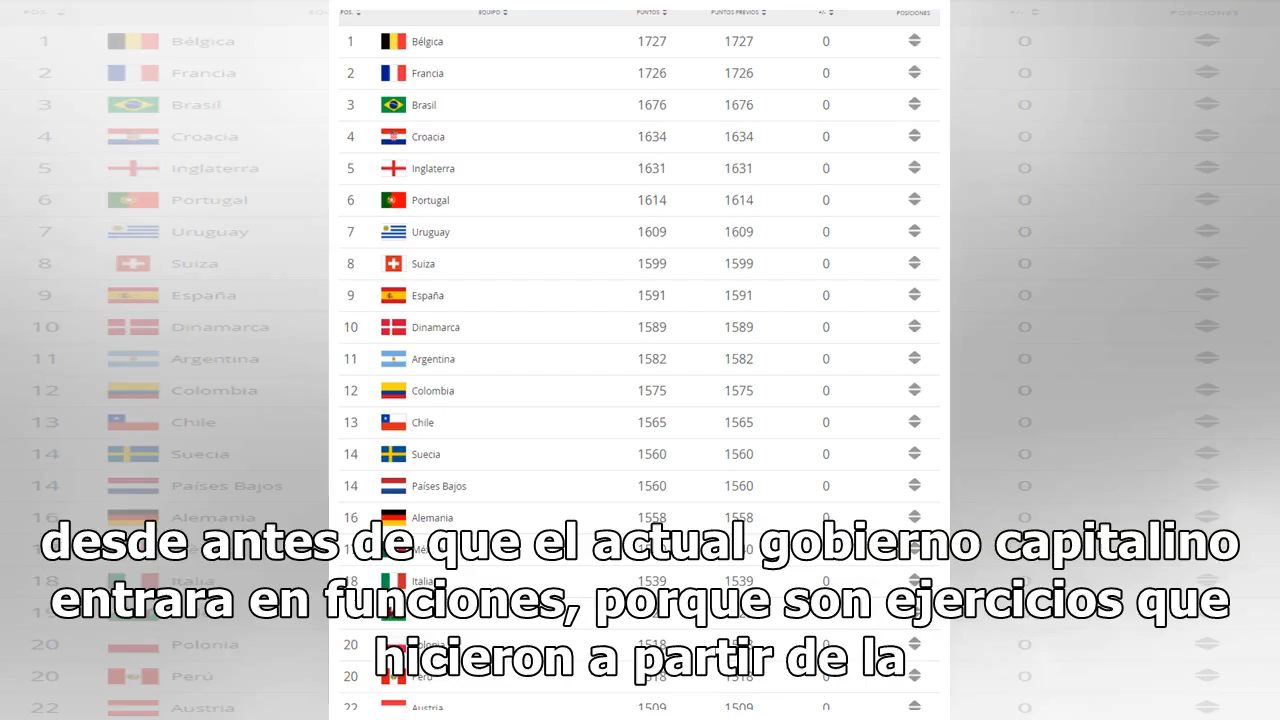 POS. EQUIPO PUNTOS PUNTOS PREVIOS +/- POSICIONES
1 Bélgica 1727 1727 0
2 Francia 1726 1726 0
3 Brasil 1676 1676 0
4 Croacia 1634 1634 0
5 Inglaterra 1631 1631 0
6 Portugal 1614 1614 0
7 Uruguay 1609 1609 0
8 Suiza 1599 1599 0
9 España 1591 1591 0
10 Dinamarca 1589 1589 0
11 Argentina 1582 1582 0
12 Colombia 1575 1575 0
13 Chile 1565 1565 0
14 Suecia 1560 1560 0
14 Países Bajos 1560 1560 0
16 Alemania 1558 1558 0
18 Italia 1539 1539 0
20 Polonia 1518
20 Perú 1518
22 Austria 1509 1509 0
desde antes de que el actual gobierno capitalino
entrara en funciones, porque son ejercicios que
hicieron a partir de la